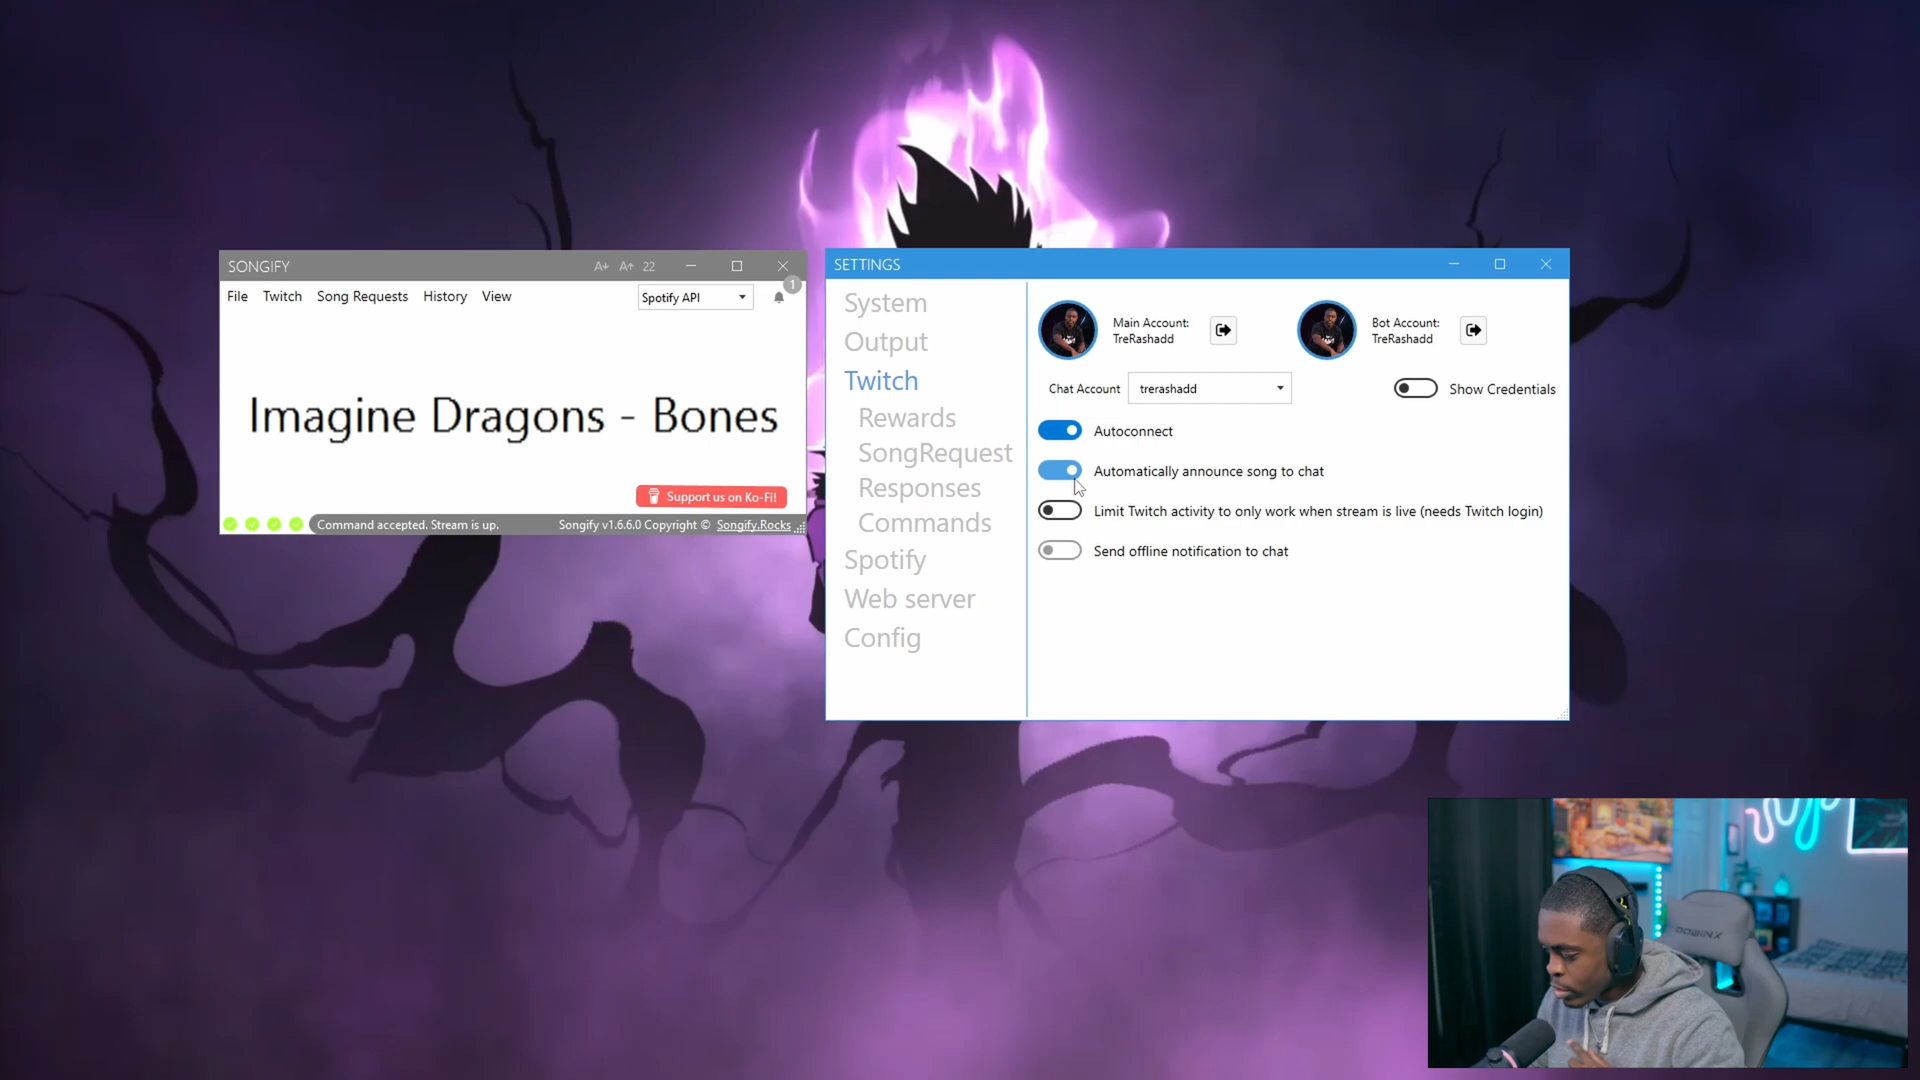 SONGIFY
22
File Twitch Song Requests History View
Spotify API
1
Imagine Dragons - Bones
Support us on Ko-Fi!
Command accepted. Stream is up.
Songify v1.6.6.0 Copyright © Songify.Rocks
SETTINGS
System
Output
Twitch
Rewards
SongRequest
Responses
Commands
Spotify
Web server
Config
Main Account:
TreRashadd
Bot Account:
TreRashadd
Chat Account
trerashadd
Show Credentials
Autoconnect
Automatically announce song to chat
Limit Twitch activity to only work when stream is live (needs Twitch login)
Send offline notification to chat